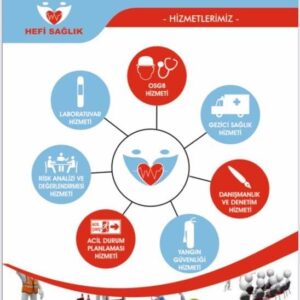 HEFİ SAĞLIK
- HİZMETLERİMİZ -
OSGB
HİZMETİ
LABORATUVAR
HİZMETİ
GEZİCİ SAĞLIK
HİZMETİ
RİSK ANALİZİ VE
DEĞERLENDİRMESİ
HİZMETİ
DANIŞMANLIK
VE DENETİM
HİZMETİ
ACİL DURUM
PLANLAMASI
HİZMETİ
YANGIN
GÜVENLİĞİ
HİZMETİ